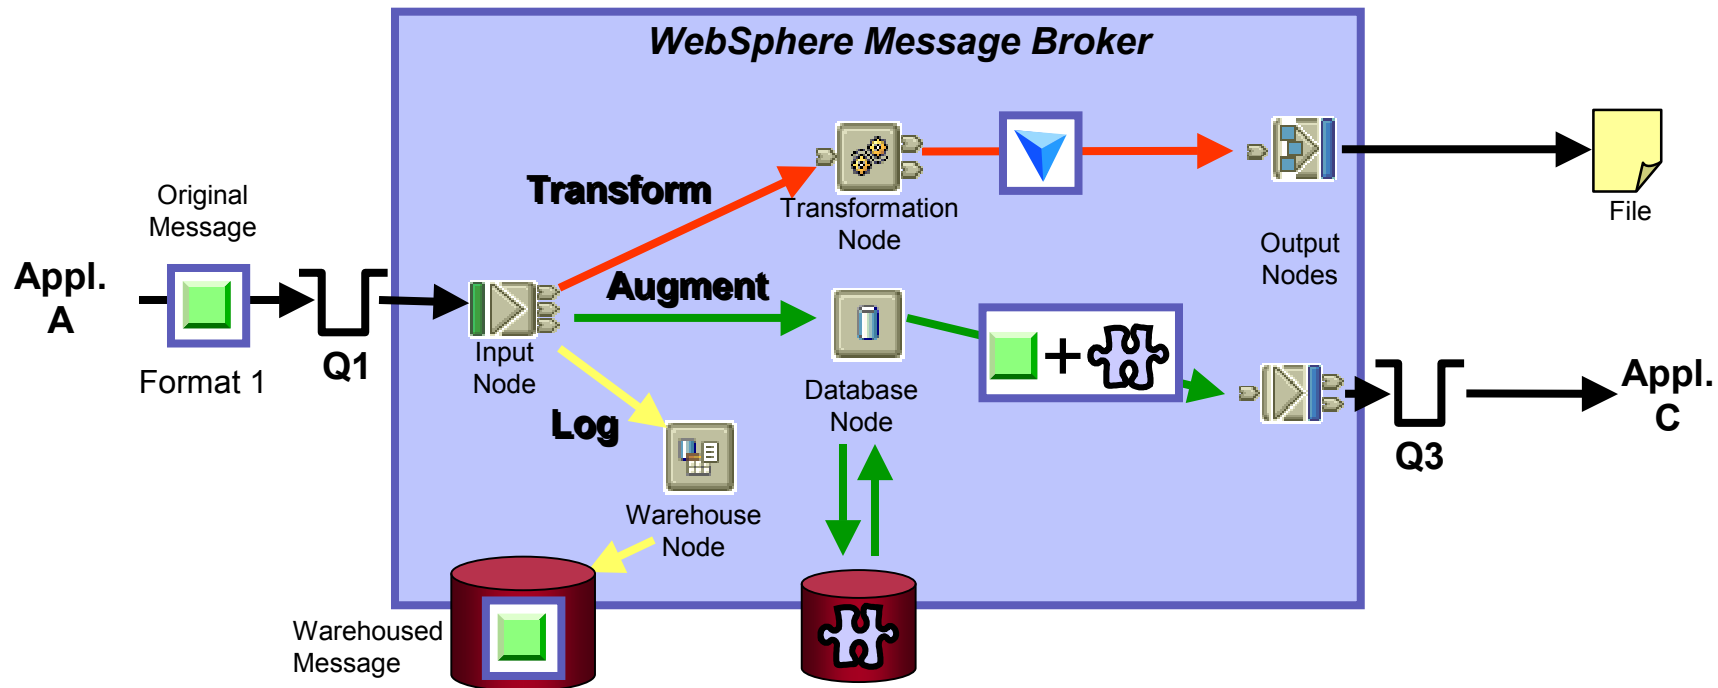 WebSphere Message Broker
Original
Message
Appl.
A
Format 1
Q1
Input
Node
Transform
Augment
Log
Transformation
Node
Database
Node
Warehouse
Node
Warehoused
Message
Output
Nodes
File
Q3
Appl.
C